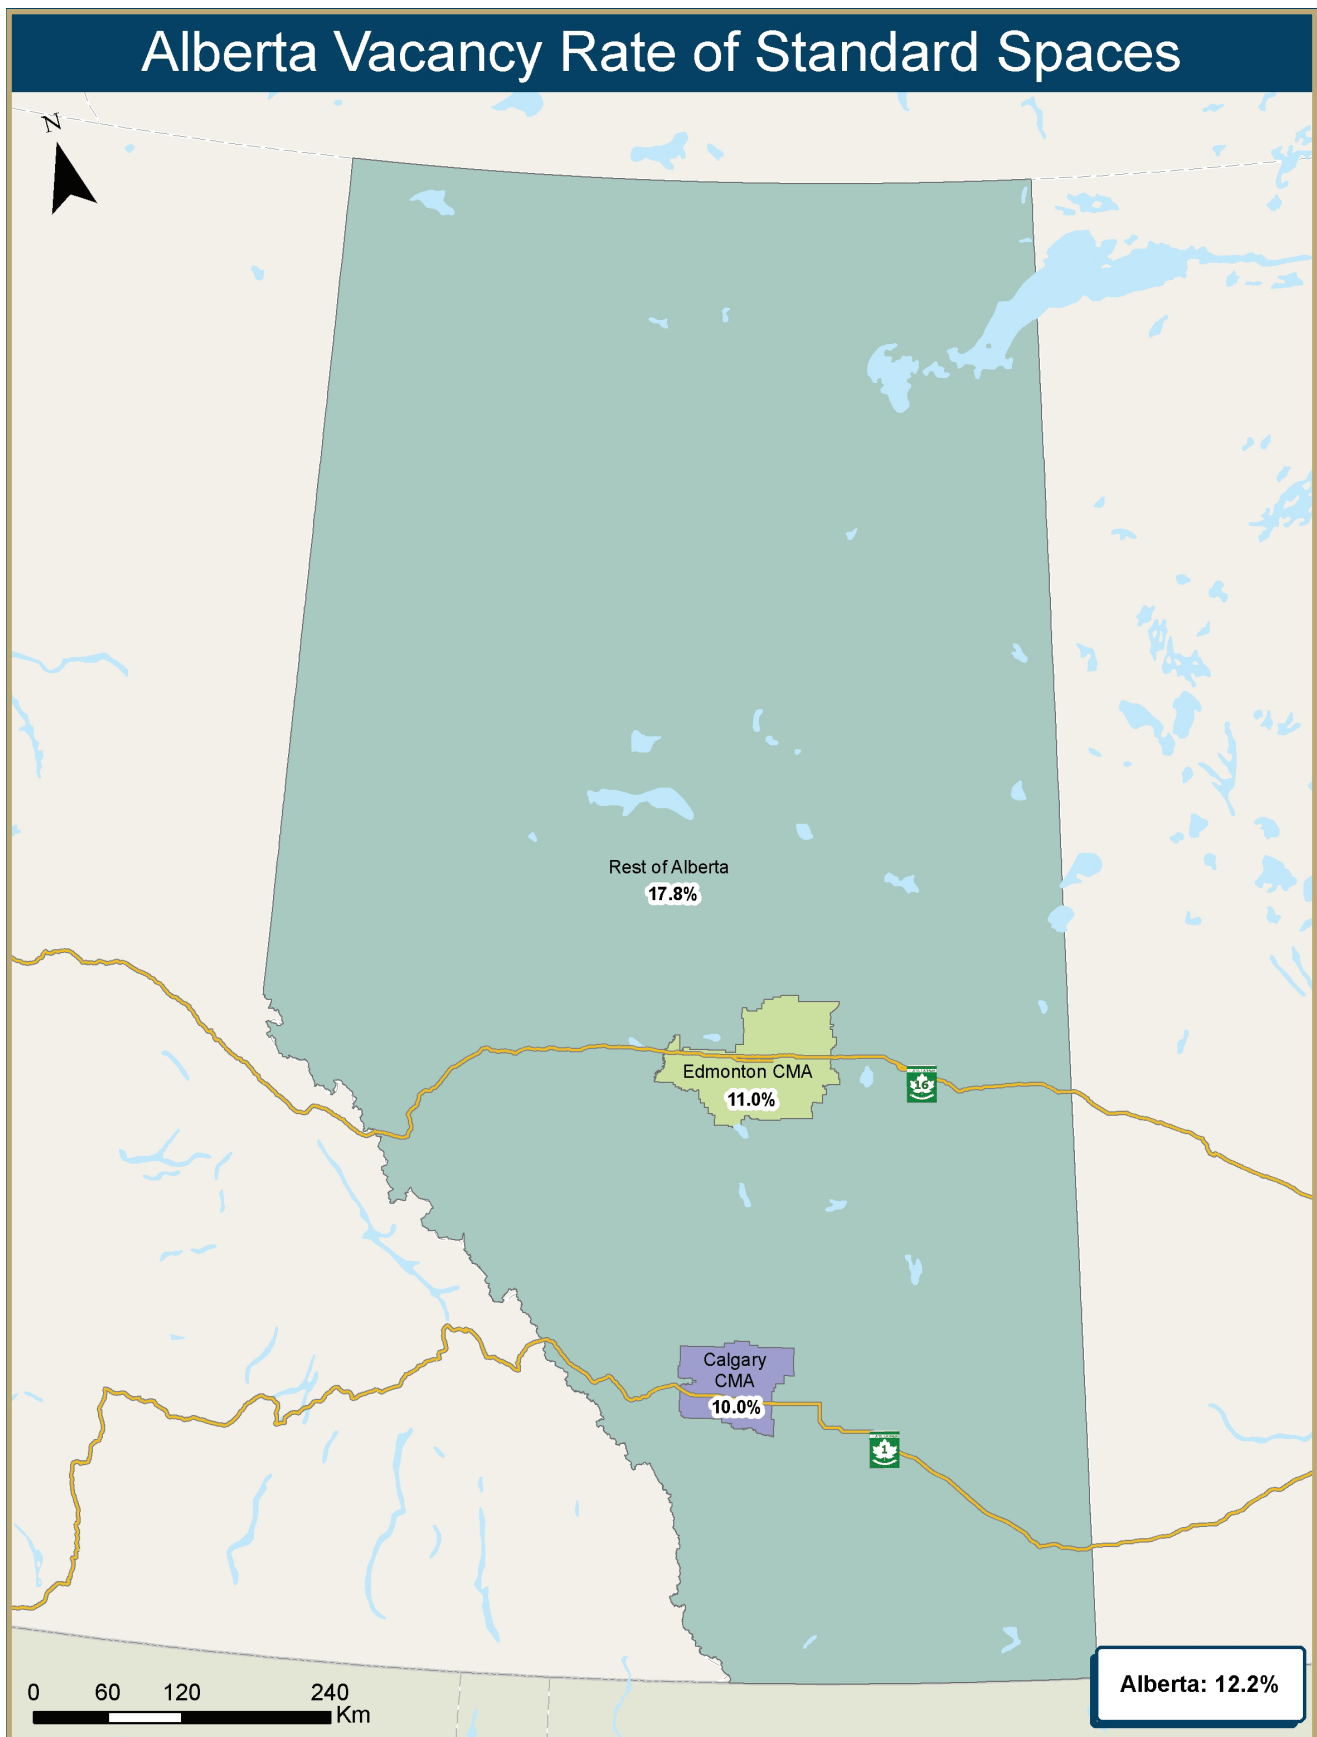 Alberta Vacancy Rate of Standard Spaces
N
Rest of Alberta
17.8%
Edmonton CMA
11.0%
16
Calgary
CMA
10.0%
1
0 60 120 240
Km
Alberta: 12.2%